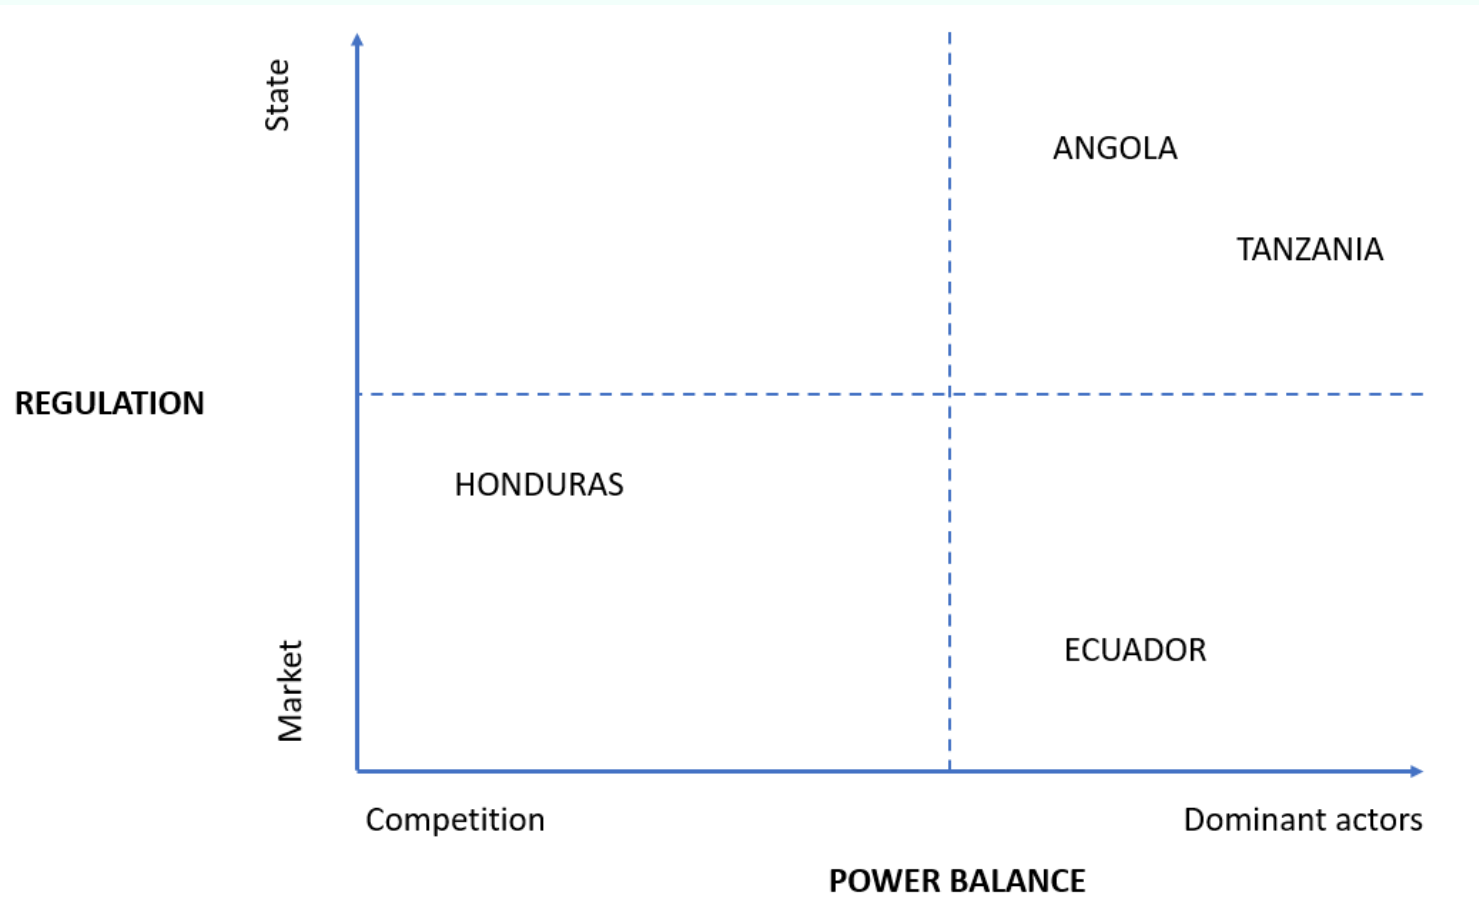 State
ANGOLA
TANZANIA
REGULATION
HONDURAS
Market
ECUADOR
Competition
Dominant actors
POWER BALANCE